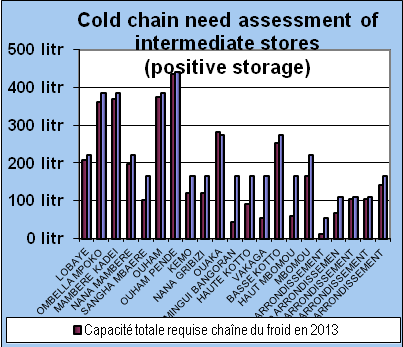 Cold chain need assessment of
intermediate stores
(positive storage)
500 litr
400 litr
300 litr
200 litr
100 litr
0 litr
LOBAYE
OMBELLA MPOKO
MAMBERE KADEI
NANA MAMBERE
SANGHA MBAERE
OUHAM
OUHAM PENDE
KEMO
NANA GRIBIZI
OUAKA
MINGUI BANGORAN
HAUTE KOTTO
VAKAGA
BASSE KOTTO
HAUT MBOMOU
MBOMOU
ARRONDISSEMENT
ARRONDISSEMEN
ARRONDISSEMENT
ARRONDISSEMENT
ARRONDISSEMENT
Capacité totale requise chaîne du froid en 2013